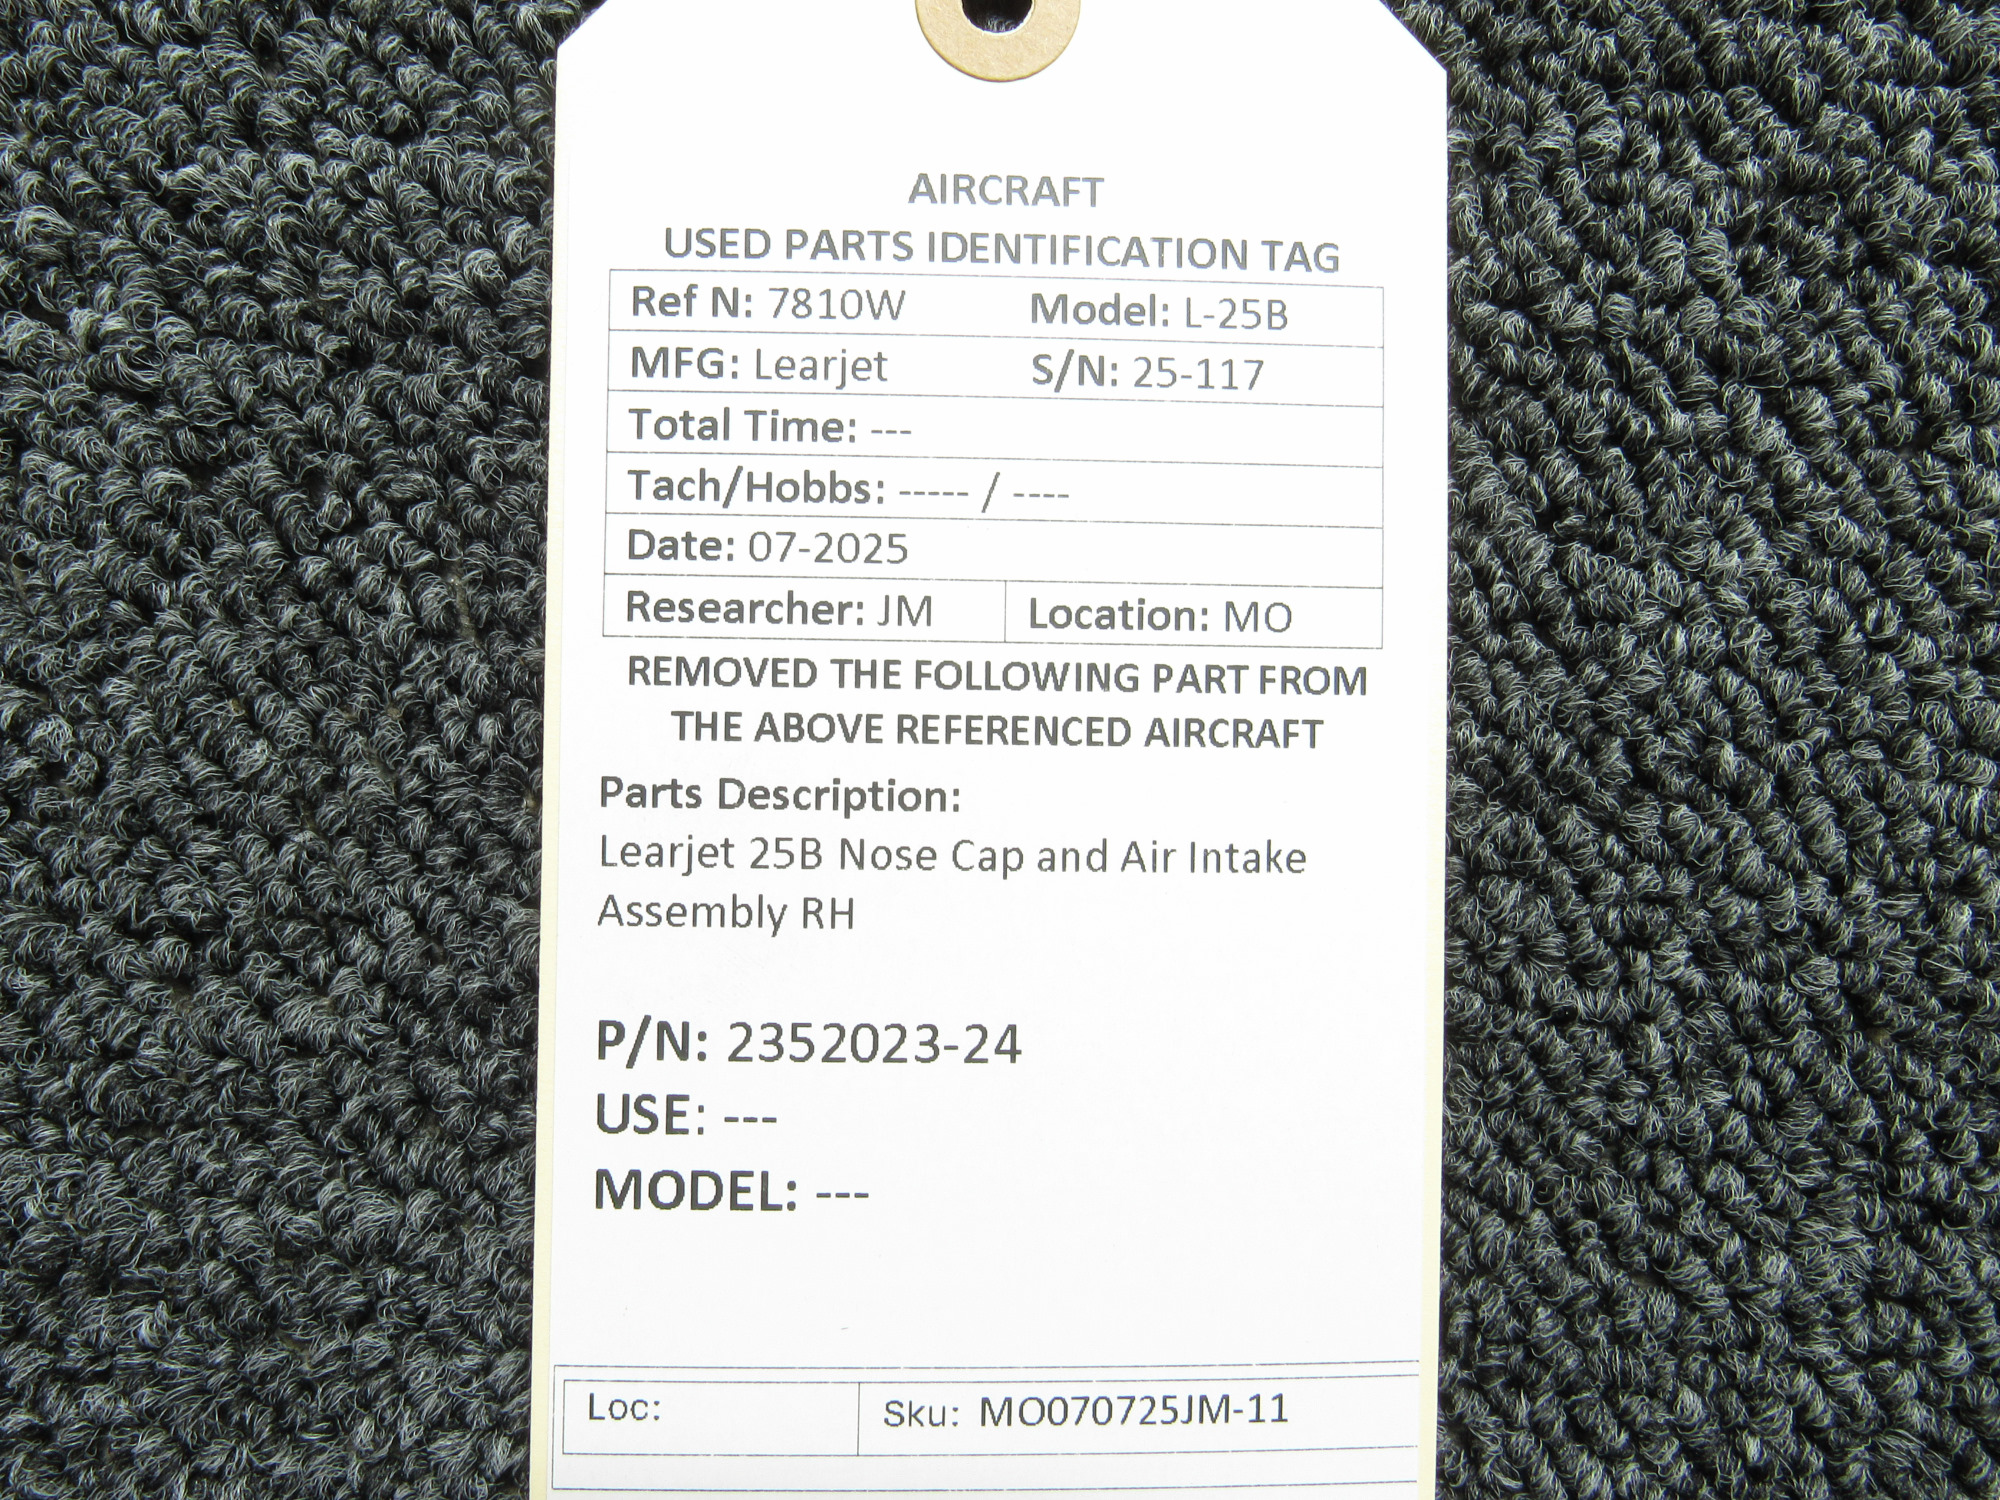 AIRCRAFT
USED PARTS IDENTIFICATION TAG
Ref N: 7810W Model: L-25B
MFG: Learjet S/N: 25-117
Total Time: ---
Tach/Hobbs: ----- / ----
Date: 07-2025
Researcher: JM Location: MO
REMOVED THE FOLLOWING PART FROM
THE ABOVE REFERENCED AIRCRAFT
Parts Description:
Learjet 25B Nose Cap and Air Intake
Assembly RH
P/N: 2352023-24
USE: ---
MODEL: ---
Loc: Sku: MO070725JM-11